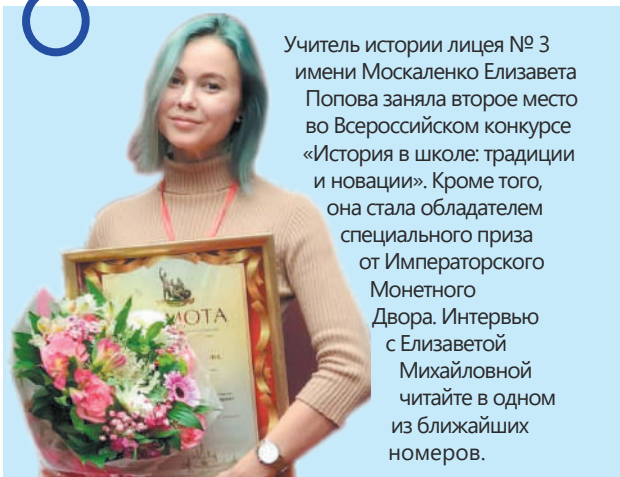 Учитель истории лицея № 3
имени Москаленко Елизавета
Попова заняла второе место
во Всероссийском конкурсе
«История в школе: традиции
и новации». Кроме того,
она стала обладателем
специального приза
от Императорского
Монетного
Двора. Интервью
с Елизаветой
Михайловной
читайте в одном
из ближайших
номеров.